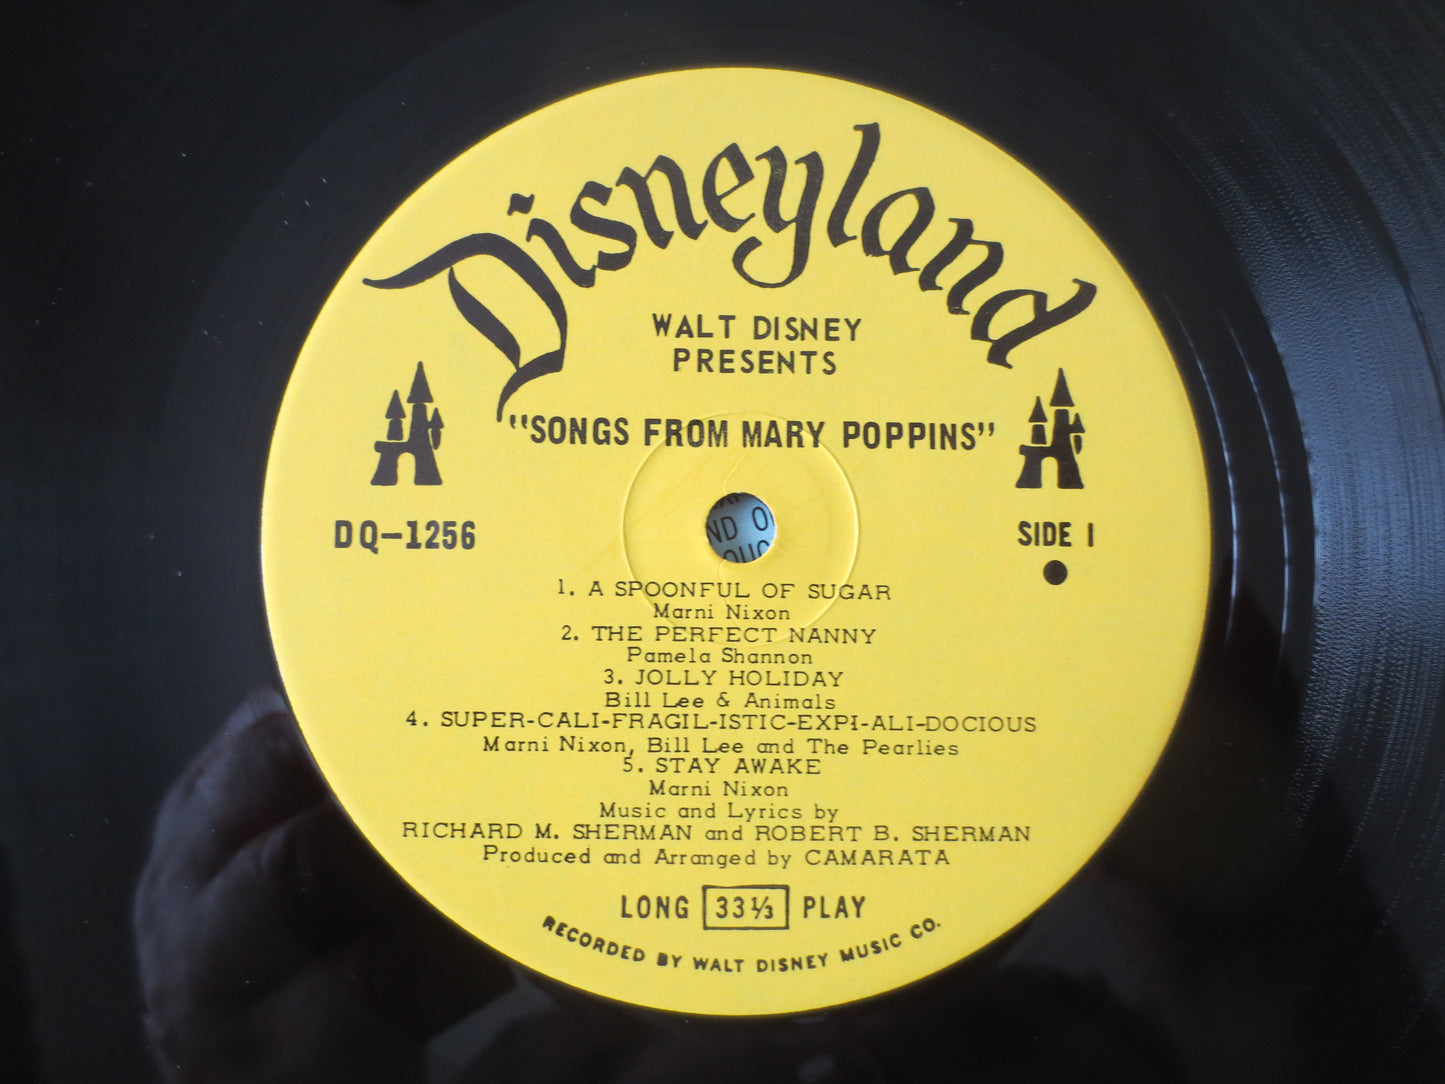 Disneyland
WALT DISNEY
PRESENTS
"SONGS FROM MARY POPPINS"
DQ-1256
SIDE 1
ND
1. A SPOONFUL OF SUGAR
Marni Nixon
2. THE PERFECT NANNY
Pamela Shannon
3. JOLLY HOLIDAY
Bill Lee & Animals
4. SUPER-CALI-FRAGIL-ISTIC-EXPI-ALI-DOCIOUS
Marni Nixon, Bill Lee and The Pearlies
5. STAY AWAKE
Marni Nixon
Music and Lyrics by
RICHARD M. SHERMAN and ROBERT B. SHERMAN
Produced and Arranged by CAMARATA
LONG 33⅓ PLAY
RECORDED BY WALT DISNEY MUSIC CO.